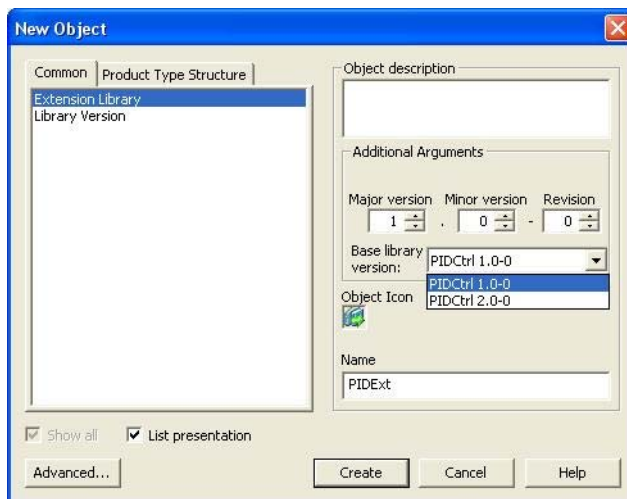 New Object
Common
Product Type Structure
Extension Library
Library Version
Object description
Additional Arguments
Major version Minor version Revision
1 . 0 - 0
Base library version:
PIDCtrl 1.0-0
PIDCtrl 1.0-0
PIDCtrl 2.0-0
Object Icon
Name
PIDExt
Show all
List presentation
Advanced...
Create
Cancel
Help